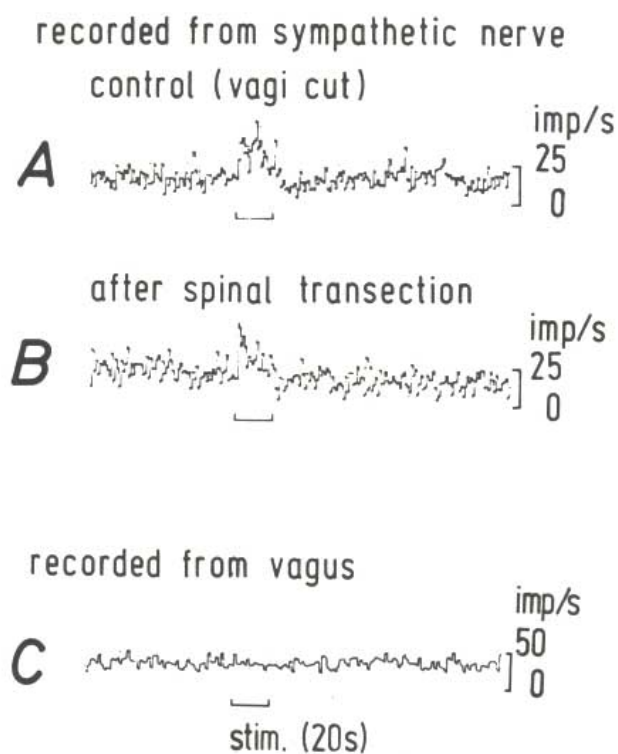 recorded from sympathetic nerve
control (vagi cut)
imp/s
A
25
0
after spinal transection
imp/s
B
25
0
recorded from vagus
imp/s
C
50
0
stim. (20s)